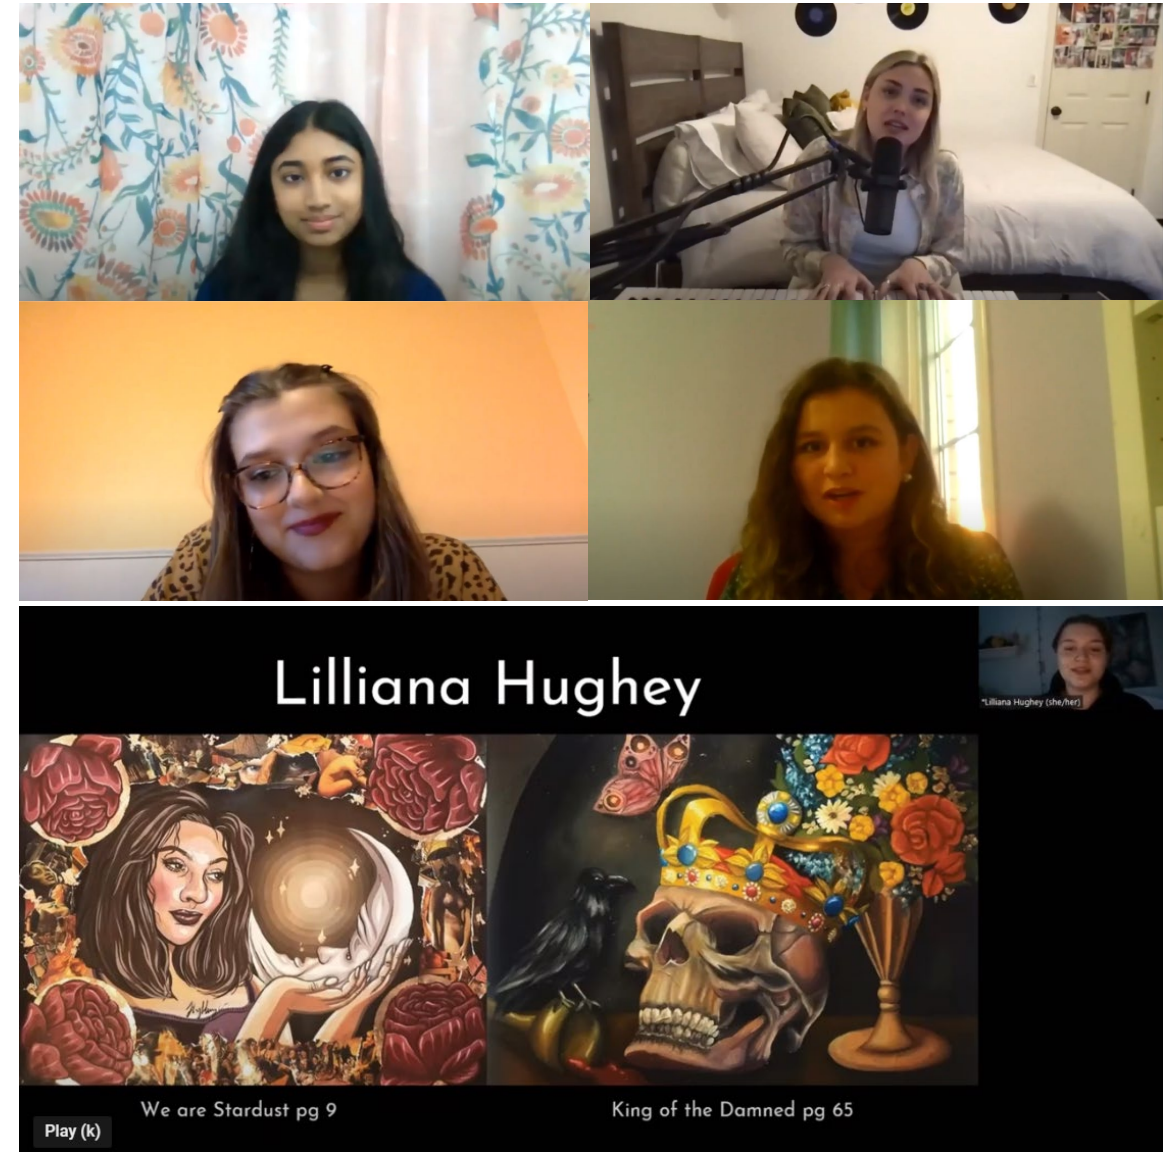 Lilliana Hughey
*Lilliana Hughey (she/her)
We are Stardust pg 9
King of the Damned pg 65
Play (k)